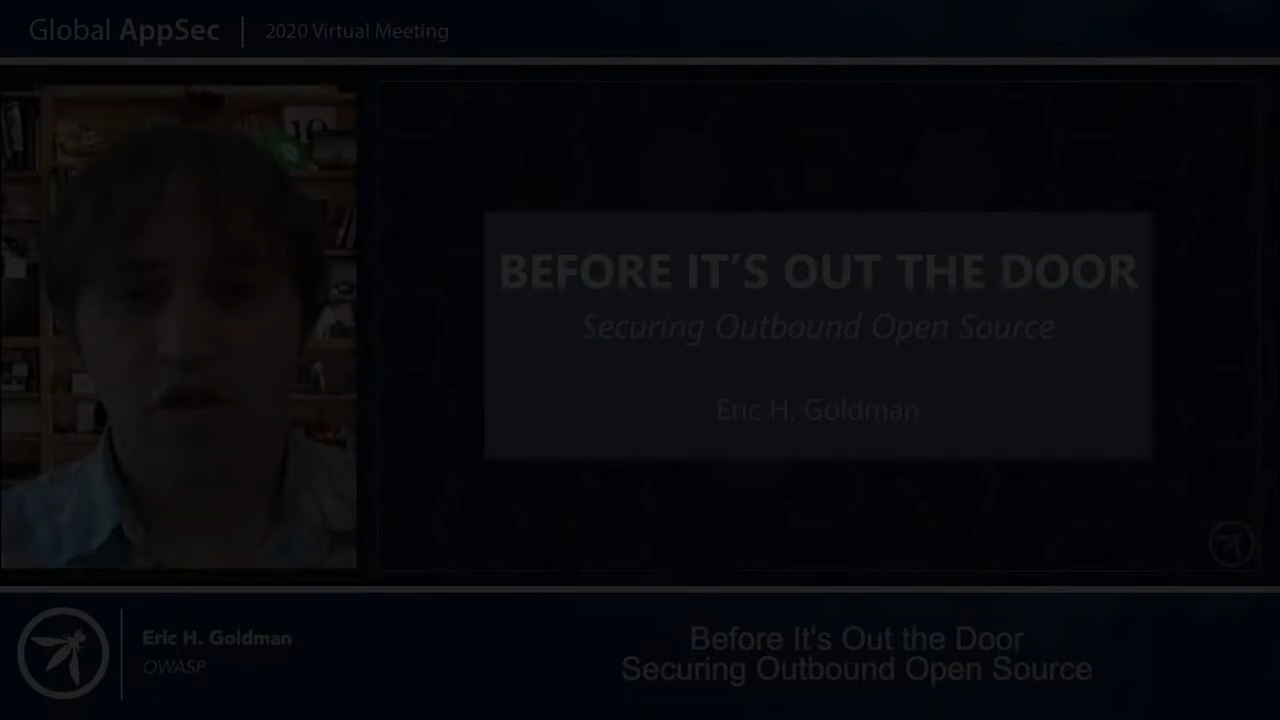 Global AppSec | 2020 Virtual Meeting
10
BEFORE IT'S OUT THE DOOR
Securing Outbound Open Source
Eric H. Goldman
Eric H. Goldman
OWASP
Before It's Out the Door
Securing Outbound Open Source